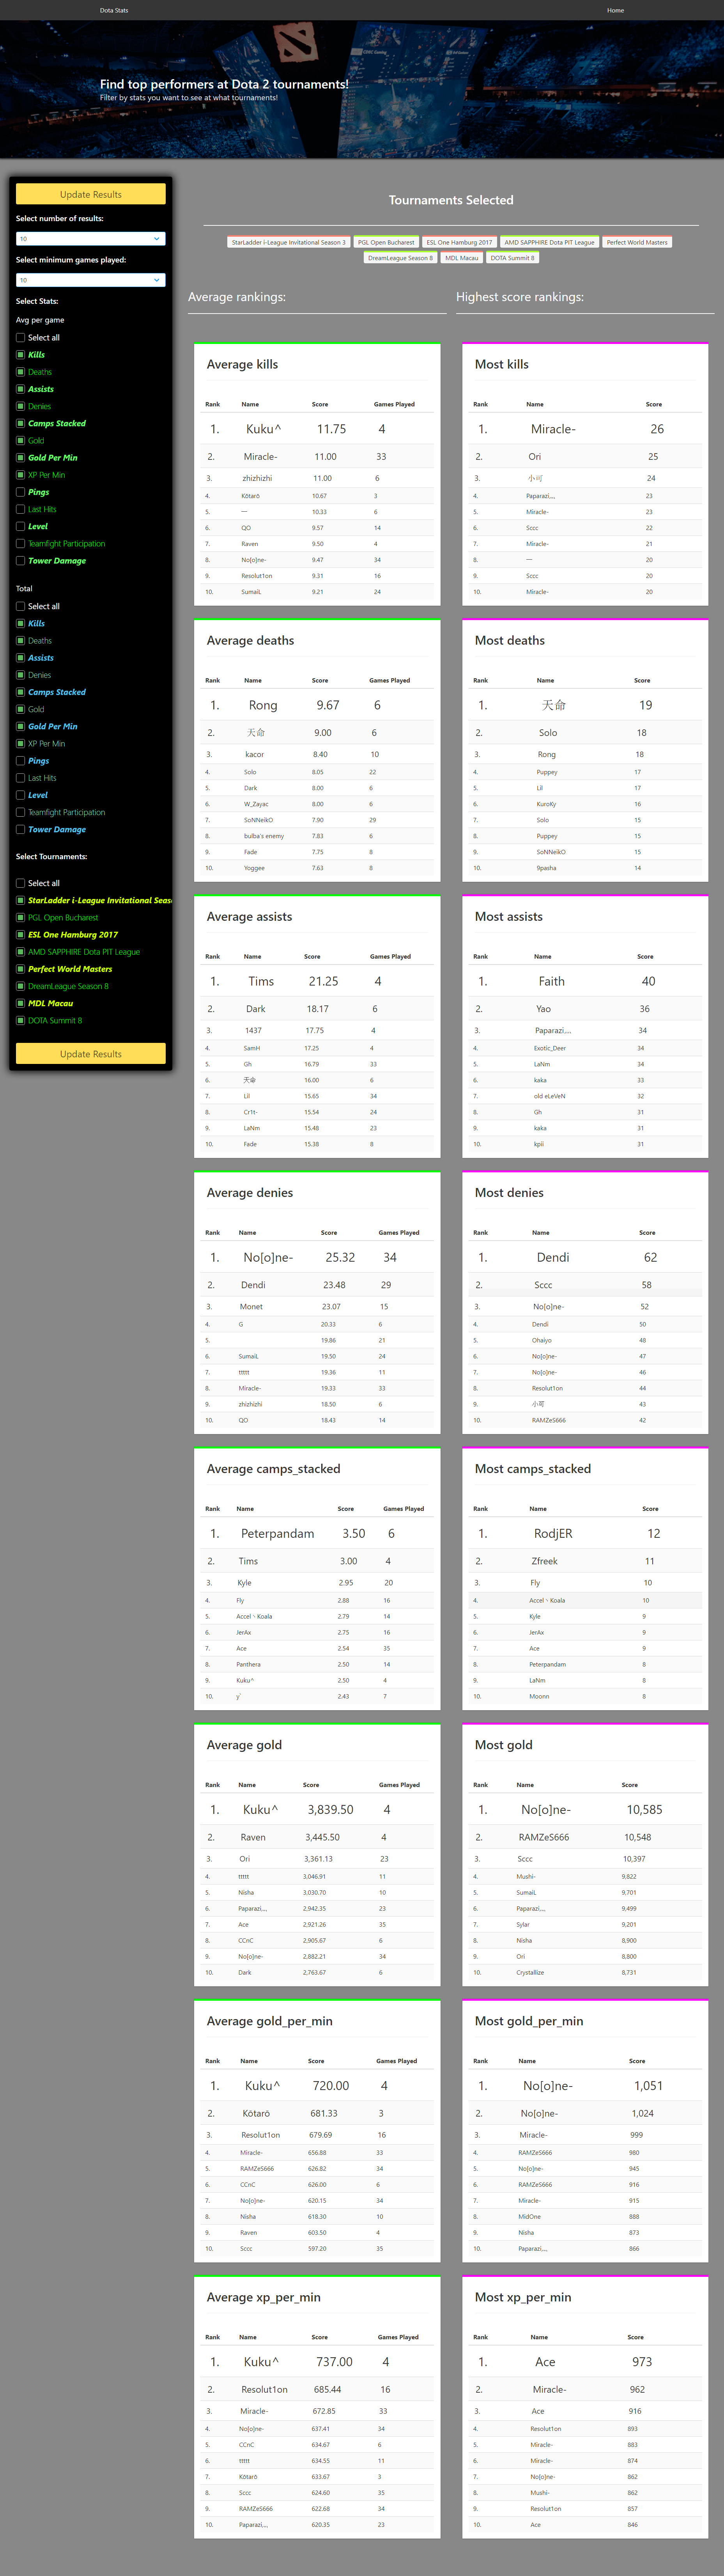 Dota Stats Home
Find top performers at Dota 2 tournaments!
Filter by stats you want to see at what tournaments!
Update Results
Select number of results:
10
Select minimum games played:
10
Select Stats:
Avg per game
Select all
Kills
Deaths
Assists
Denies
Camps Stacked
Gold
Gold Per Min
XP Per Min
Pings
Last Hits
Level
Teamfight Participation
Tower Damage
Total
Select all
Kills
Deaths
Assists
Denies
Camps Stacked
Gold
Gold Per Min
XP Per Min
Pings
Last Hits
Level
Teamfight Participation
Tower Damage
Select Tournaments:
Select all
StarLadder i-League Invitational Seas
PGL Open Bucharest
ESL One Hamburg 2017
AMD SAPPHIRE Dota PIT League
Perfect World Masters
DreamLeague Season 8
MDL Macau
DOTA Summit 8
Update Results
Tournaments Selected
StarLadder i-League Invitational Season 3 PGL Open Bucharest ESL One Hamburg 2017 AMD SAPPHIRE Dota PIT League Perfect World Masters
DreamLeague Season 8 MDL Macau DOTA Summit 8
Average rankings:
Highest score rankings:
Average kills
Rank Name Score Games Played
1. Kuku^ 11.75 4
2. Miracle- 11.00 33
3. zhizhizhi 11.00 6
4. Kōtarō 10.67 3
5. — 10.33 6
6. QO 9.57 14
7. Raven 9.50 4
8. No[o]ne- 9.47 34
9. Resolut1on 9.31 16
10. SumaiL 9.21 24
Most kills
Rank Name Score
1. Miracle- 26
2. Ori 25
3. 小可 24
4. Paparazi灬 23
5. Miracle- 23
6. Sccc 22
7. Miracle- 21
8. — 20
9. Sccc 20
10. Miracle- 20
Average deaths
Rank Name Score Games Played
1. Rong 9.67 6
2. 天命 9.00 6
3. kacor 8.40 10
4. Solo 8.05 22
5. Dark 8.00 6
6. W_Zayac 8.00 6
7. SoNNeikO 7.90 29
8. bulba's enemy 7.83 6
9. Fade 7.75 8
10. Yoggee 7.63 8
Most deaths
Rank Name Score
1. 天命 19
2. Solo 18
3. Rong 18
4. Puppey 17
5. Lil 17
6. KuroKy 16
7. Solo 15
8. Puppey 15
9. SoNNeikO 15
10. 9pasha 14
Average assists
Rank Name Score Games Played
1. Tims 21.25 4
2. Dark 18.17 6
3. 1437 17.75 4
4. SamH 17.25 4
5. Gh 16.79 33
6. 天命 16.00 6
7. Lil 15.65 34
8. Cr1t- 15.54 24
9. LaNm 15.48 23
10. Fade 15.38 8
Most assists
Rank Name Score
1. Faith 40
2. Yao 36
3. Paparazi灬 34
4. Exotic_Deer 34
5. LaNm 34
6. kaka 33
7. old eLeVeN 32
8. Gh 31
9. kaka 31
10. kpii 31
Average denies
Rank Name Score Games Played
1. No[o]ne- 25.32 34
2. Dendi 23.48 29
3. Monet 23.07 15
4. G 20.33 6
5. 19.86 21
6. SumaiL 19.50 24
7. ttttt 19.36 11
8. Miracle- 19.33 33
9. zhizhizhi 18.50 6
10. QO 18.43 14
Most denies
Rank Name Score
1. Dendi 62
2. Sccc 58
3. No[o]ne- 52
4. Dendi 50
5. Ohaiyo 48
6. No[o]ne- 47
7. No[o]ne- 46
8. Resolut1on 44
9. 小可 43
10. RAMZeS666 42
Average camps_stacked
Rank Name Score Games Played
1. Peterpandam 3.50 6
2. Tims 3.00 4
3. Kyle 2.95 20
4. Fly 2.88 16
5. Accel丶Koala 2.79 14
6. JerAx 2.75 16
7. Ace 2.54 35
8. Panthera 2.50 14
9. Kuku^ 2.50 4
10. y` 2.43 7
Most camps_stacked
Rank Name Score
1. RodjER 12
2. Zfreek 11
3. Fly 10
4. Accel丶Koala 10
5. Kyle 9
6. JerAx 9
7. Ace 9
8. Peterpandam 8
9. LaNm 8
10. Moonn 8
Average gold
Rank Name Score Games Played
1. Kuku^ 3,839.50 4
2. Raven 3,445.50 4
3. Ori 3,361.13 23
4. ttttt 3,046.91 11
5. Nisha 3,030.70 10
6. Paparazi灬 2,942.35 23
7. Ace 2,921.26 35
8. CCnC 2,905.67 6
9. No[o]ne- 2,882.21 34
10. Dark 2,763.67 6
Most gold
Rank Name Score
1. No[o]ne- 10,585
2. RAMZeS666 10,548
3. Sccc 10,397
4. Mushi- 9,822
5. SumaiL 9,701
6. Paparazi灬 9,499
7. Sylar 9,201
8. Nisha 8,900
9. Ori 8,800
10. Crystallize 8,731
Average gold_per_min
Rank Name Score Games Played
1. Kuku^ 720.00 4
2. Kōtarō 681.33 3
3. Resolut1on 679.69 16
4. Miracle- 656.88 33
5. RAMZeS666 626.82 34
6. CCnC 626.00 6
7. No[o]ne- 620.15 34
8. Nisha 618.30 10
9. Raven 603.50 4
10. Sccc 597.20 35
Most gold_per_min
Rank Name Score
1. No[o]ne- 1,051
2. No[o]ne- 1,024
3. Miracle- 999
4. RAMZeS666 980
5. No[o]ne- 945
6. RAMZeS666 916
7. Miracle- 915
8. MidOne 888
9. Nisha 873
10. Paparazi灬 866
Average xp_per_min
Rank Name Score Games Played
1. Kuku^ 737.00 4
2. Resolut1on 685.44 16
3. Miracle- 672.85 33
4. No[o]ne- 637.41 34
5. CCnC 634.67 6
6. ttttt 634.55 11
7. Kōtarō 633.67 3
8. Sccc 624.60 35
9. RAMZeS666 622.68 34
10. Paparazi灬 620.35 23
Most xp_per_min
Rank Name Score
1. Ace 973
2. Miracle- 962
3. Ace 916
4. Resolut1on 893
5. Miracle- 883
6. Miracle- 874
7. No[o]ne- 862
8. Mushi- 862
9. Resolut1on 857
10. Ace 846